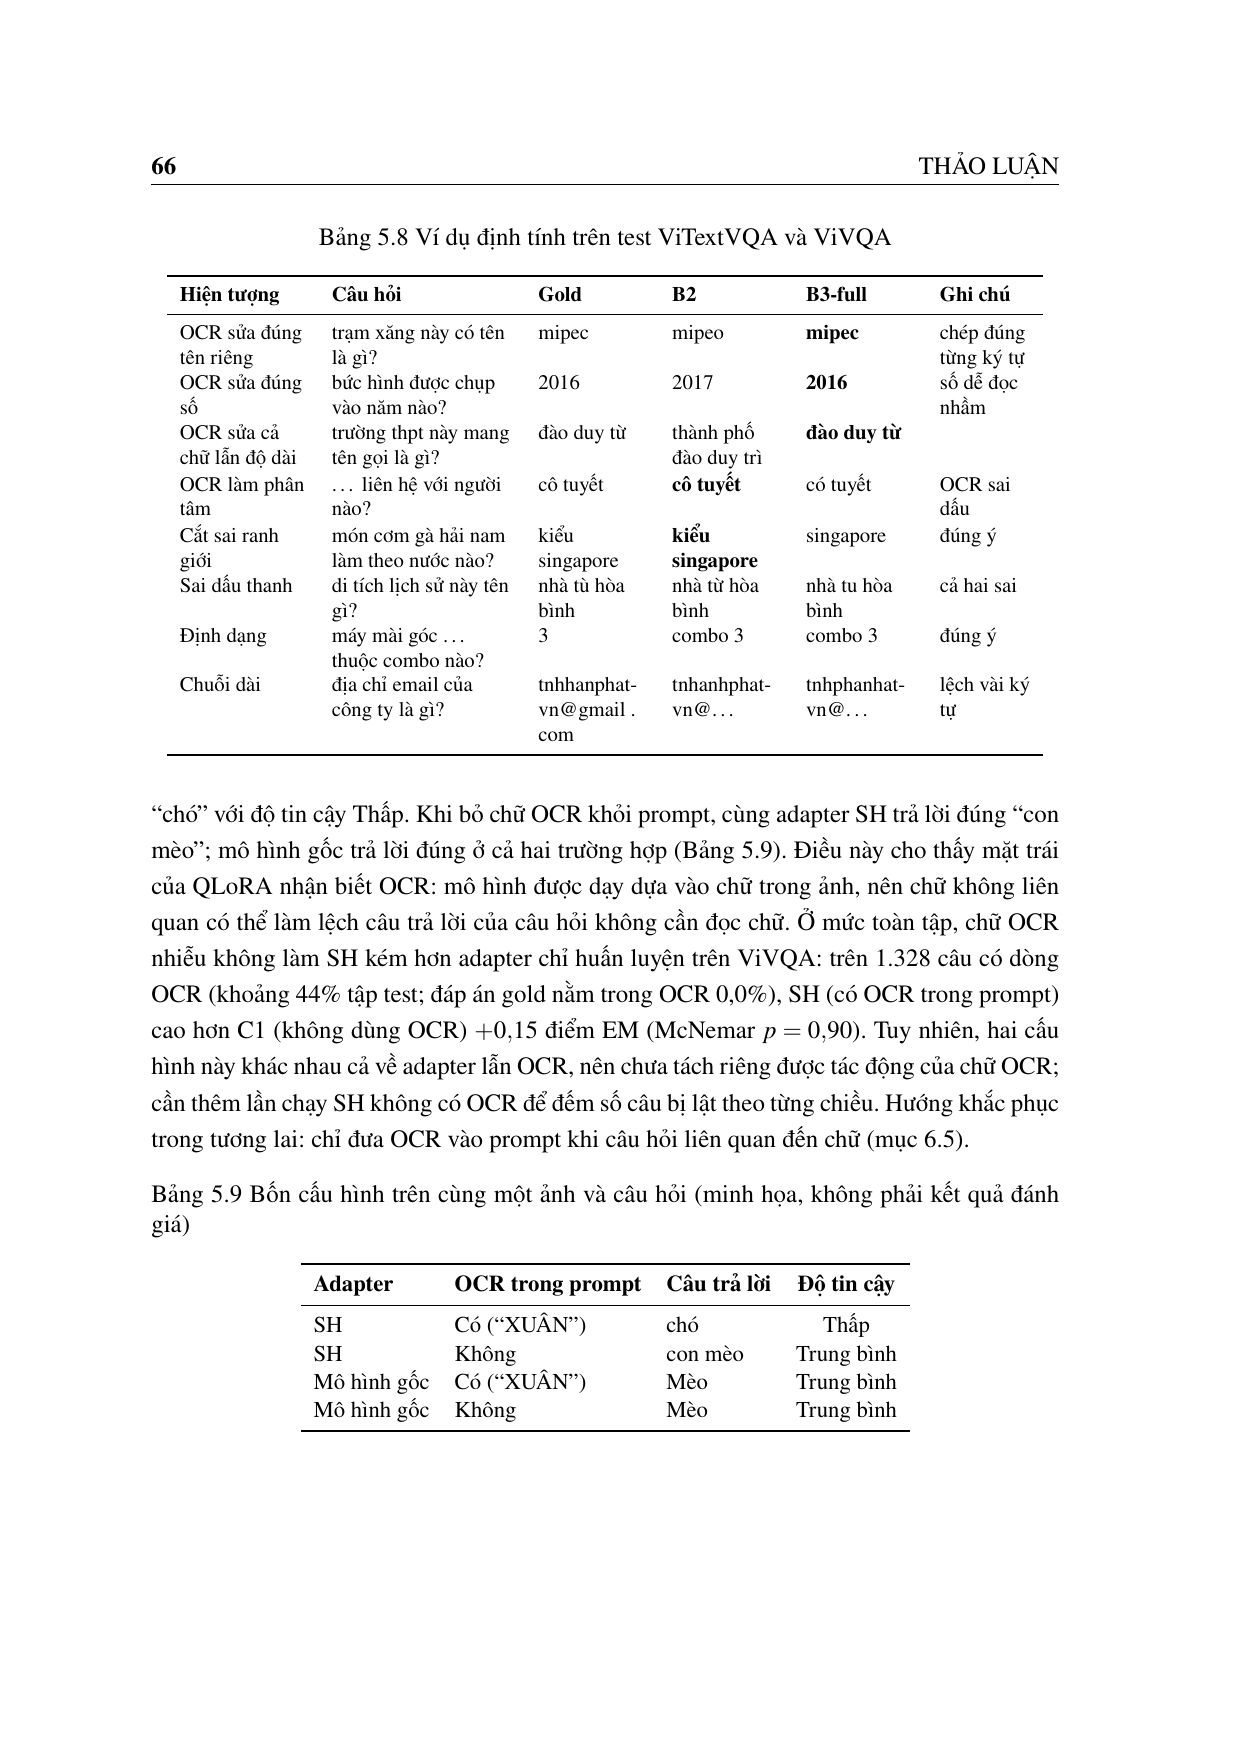 66 THẢO LUẬN
Bảng 5.8 Ví dụ định tính trên test ViTextVQA và ViVQA
Hiện tượng Câu hỏi Gold B2 B3-full Ghi chú
OCR sửa đúng trạm xăng này có tên mipec mipeo mipec chép đúng
tên riêng là gì? từng ký tự
OCR sửa đúng bức hình được chụp 2016 2017 2016 số dễ đọc
số vào năm nào? nhầm
OCR sửa cả trường thpt này mang đào duy từ thành phố đào duy từ
chữ lẫn độ dài tên gọi là gì? đào duy trì
OCR làm phân ... liên hệ với người cô tuyết cô tuyết có tuyết OCR sai
tâm nào? dấu
Cắt sai ranh món cơm gà hải nam kiểu kiểu singapore đúng ý
giới làm theo nước nào? singapore singapore
Sai dấu thanh di tích lịch sử này tên nhà tù hòa nhà từ hòa nhà tu hòa cả hai sai
gì? bình bình bình
Định dạng máy mài góc ... 3 combo 3 combo 3 đúng ý
thuộc combo nào?
Chuỗi dài địa chỉ email của tnhhanphat- tnhanhphat- tnhphanhat- lệch vài ký
công ty là gì? vn@gmail . vn@... vn@... tự
com
“chó” với độ tin cậy Thấp. Khi bỏ chữ OCR khỏi prompt, cùng adapter SH trả lời đúng “con
mèo”; mô hình gốc trả lời đúng ở cả hai trường hợp (Bảng 5.9). Điều này cho thấy mặt trái
của QLoRA nhận biết OCR: mô hình được dạy dựa vào chữ trong ảnh, nên chữ không liên
quan có thể làm lệch câu trả lời của câu hỏi không cần đọc chữ. Ở mức toàn tập, chữ OCR
nhiễu không làm SH kém hơn adapter chỉ huấn luyện trên ViVQA: trên 1.328 câu có dòng
OCR (khoảng 44% tập test; đáp án gold nằm trong OCR 0,0%), SH (có OCR trong prompt)
cao hơn C1 (không dùng OCR) +0,15 điểm EM (McNemar p = 0,90). Tuy nhiên, hai cấu
hình này khác nhau cả về adapter lẫn OCR, nên chưa tách riêng được tác động của chữ OCR;
cần thêm lần chạy SH không có OCR để đếm số câu bị lật theo từng chiều. Hướng khắc phục
trong tương lai: chỉ đưa OCR vào prompt khi câu hỏi liên quan đến chữ (mục 6.5).
Bảng 5.9 Bốn cấu hình trên cùng một ảnh và câu hỏi (minh họa, không phải kết quả đánh
giá)
Adapter OCR trong prompt Câu trả lời Độ tin cậy
SH Có (“XUÂN”) chó Thấp
SH Không con mèo Trung bình
Mô hình gốc Có (“XUÂN”) Mèo Trung bình
Mô hình gốc Không Mèo Trung bình